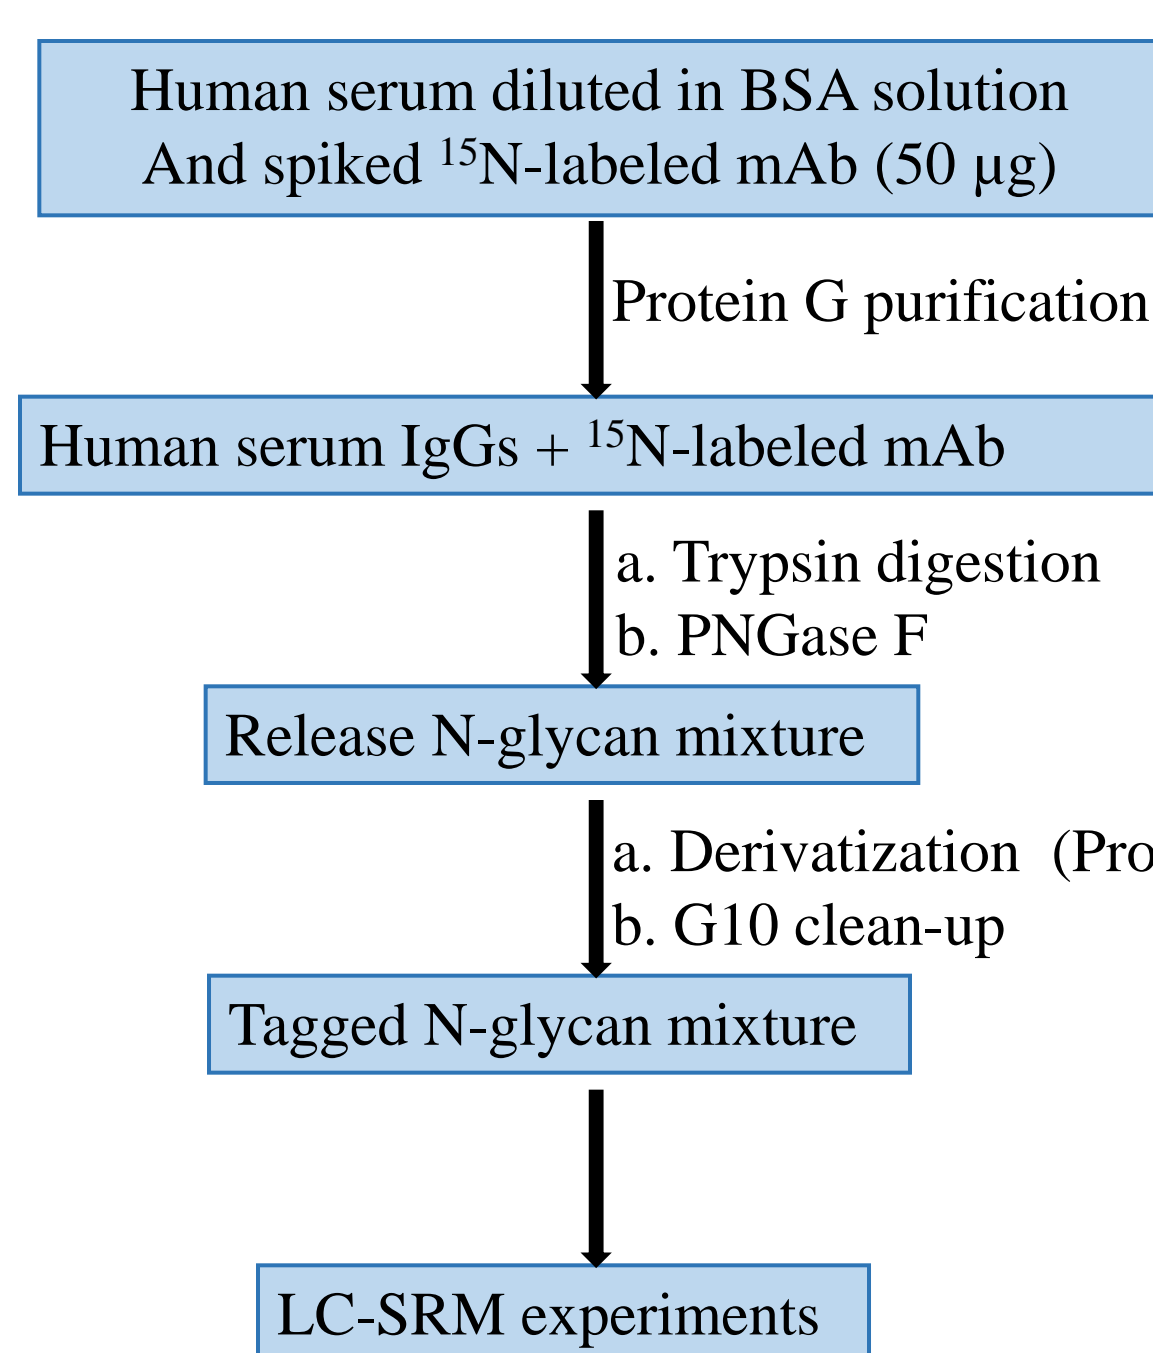 Human serum diluted in BSA solution
And spiked ¹⁵N-labeled mAb (50 µg)
Protein G purification
Human serum IgGs + ¹⁵N-labeled mAb
a. Trypsin digestion
b. PNGase F
Release N-glycan mixture
a. Derivatization (Pro
b. G10 clean-up
Tagged N-glycan mixture
LC-SRM experiments